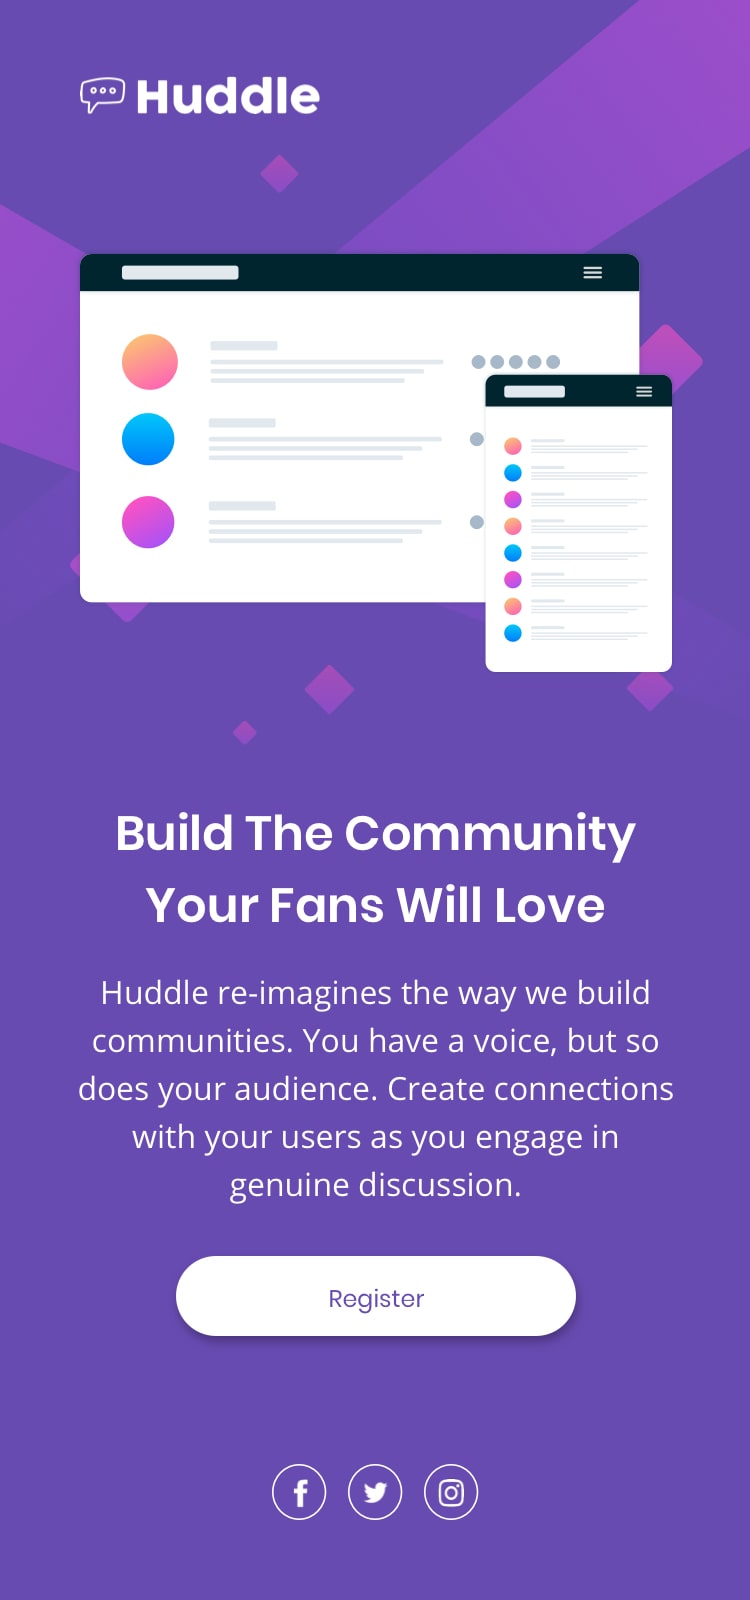 Huddle
Build The Community
Your Fans Will Love
Huddle re-imagines the way we build
communities. You have a voice, but so
does your audience. Create connections
with your users as you engage in
genuine discussion.
Register